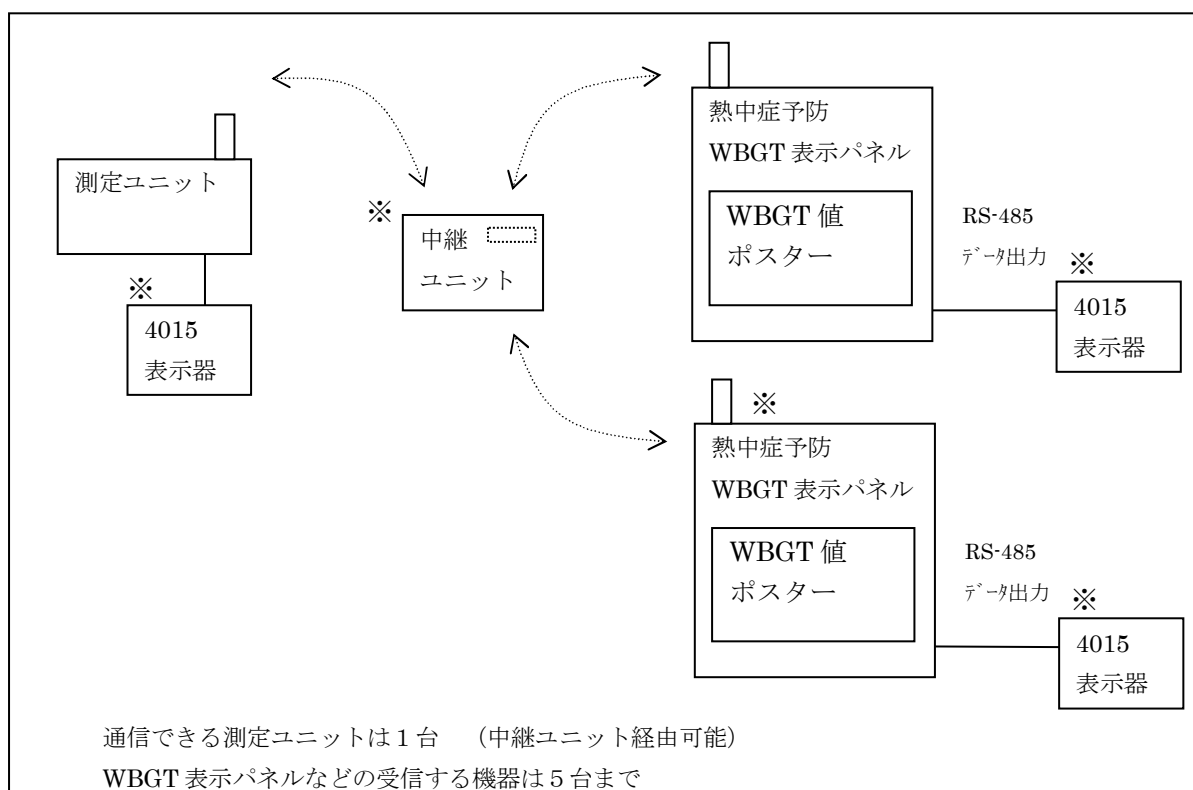 測定ユニット
※
4015
表示器
※
中継
ユニット
熱中症予防
WBGT 表示パネル
WBGT 値
ポスター
RS-485
ﾃﾞｰﾀ出力
※
4015
表示器
※
熱中症予防
WBGT 表示パネル
WBGT 値
ポスター
RS-485
ﾃﾞｰﾀ出力
※
4015
表示器
通信できる測定ユニットは１台　（中継ユニット経由可能）
WBGT 表示パネルなどの受信する機器は５台まで